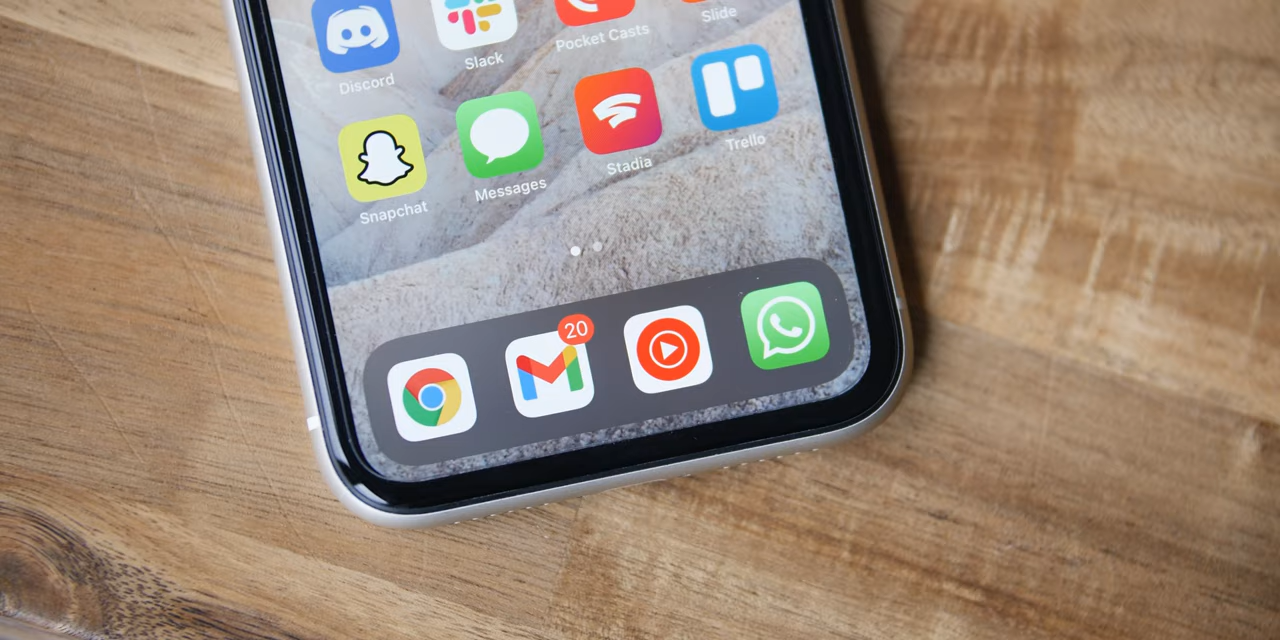 Discord
Slack
Pocket Casts
Slide
Snapchat
Messages
Stadia
Trello
20